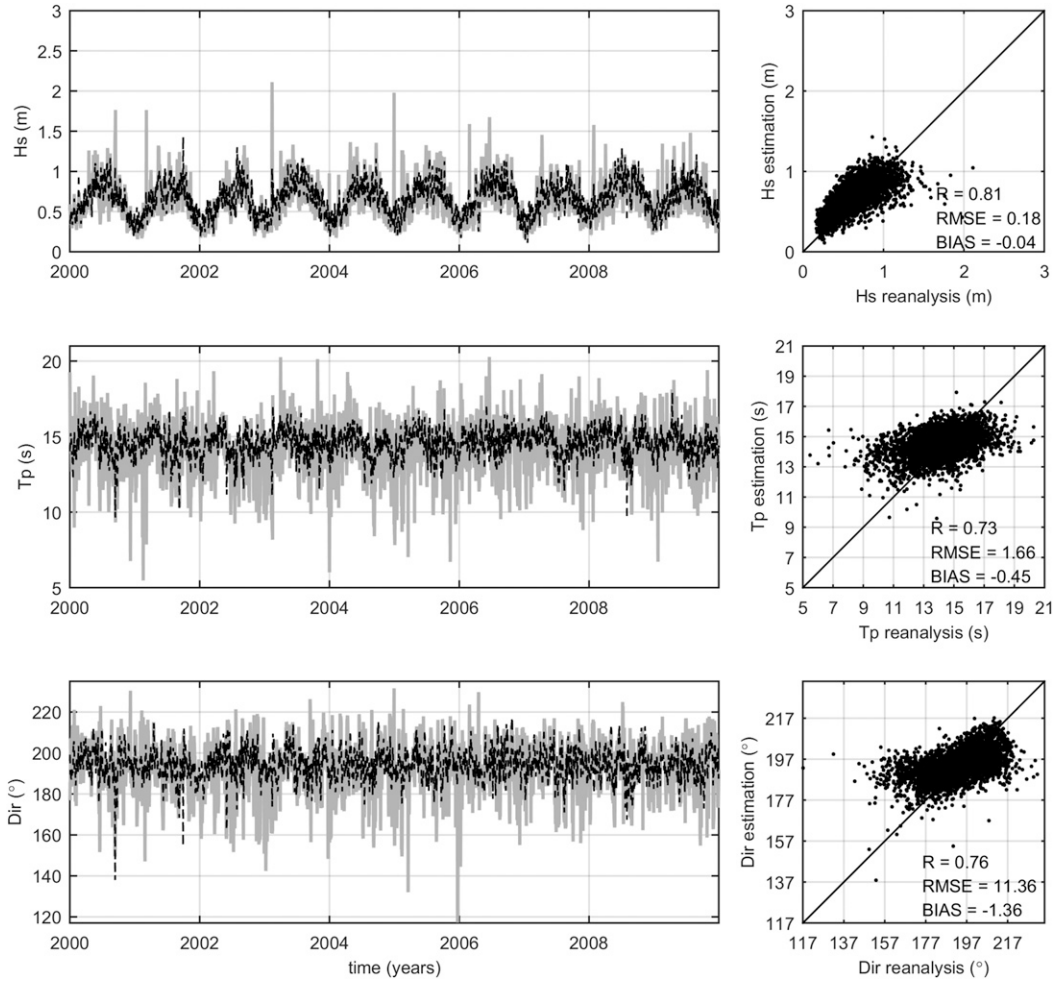 3
2.5
2
1.5
1
0.5
0
Hs (m)
2000 2002 2004 2006 2008
3
2
1
0
Hs estimation (m)
R = 0.81
RMSE = 0.18
BIAS = -0.04
0 1 2 3
Hs reanalysis (m)
20
15
10
5
Tp (s)
2000 2002 2004 2006 2008
21
19
17
15
13
11
9
7
5
Tp estimation (s)
R = 0.73
RMSE = 1.66
BIAS = -0.45
5 7 9 11 13 15 17 19 21
Tp reanalysis (s)
220
200
180
160
140
120
Dir (°)
2000 2002 2004 2006 2008
time (years)
217
197
177
157
137
117
Dir estimation (°)
R = 0.76
RMSE = 11.36
BIAS = -1.36
117 137 157 177 197 217
Dir reanalysis (°)